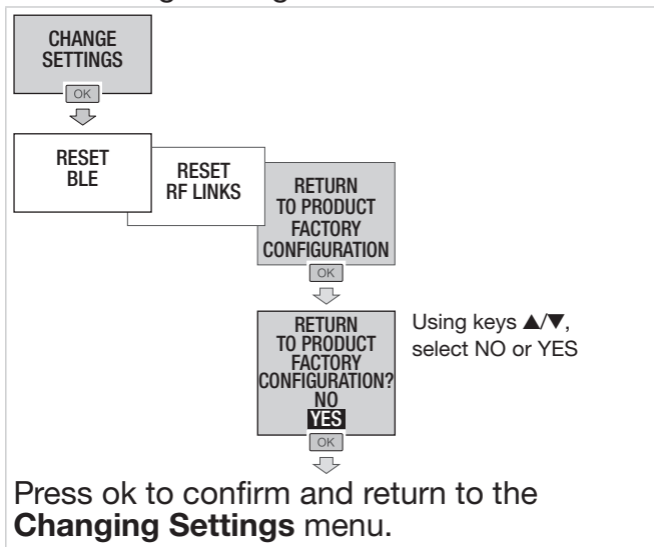 CHANGE
SETTINGS
OK
RESET
BLE
RESET
RF LINKS
RETURN
TO PRODUCT
FACTORY
CONFIGURATION
OK
RETURN
TO PRODUCT
FACTORY
CONFIGURATION?
NO
YES
OK
Using keys ▲/▼,
select NO or YES
Press ok to confirm and return to the
Changing Settings menu.